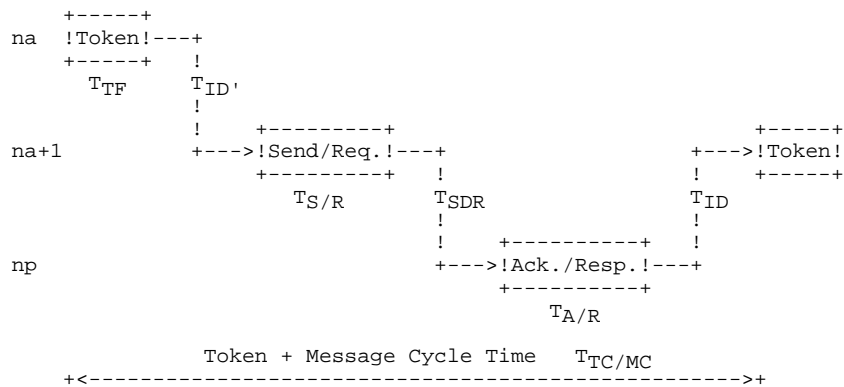 +-----+
na !Token!---+
+-----+ !
TTF TID'
!
! +---------+ +-----+
na+1 +--->!Send/Req.!---+ +--->!Token!
+---------+ ! ! +-----+
TS/R TSDR TID
! !
! +----------+ !
np +--->!Ack./Resp.!---+
+----------+
TA/R
Token + Message Cycle Time TTC/MC
+<--------------------------------------------------------->+